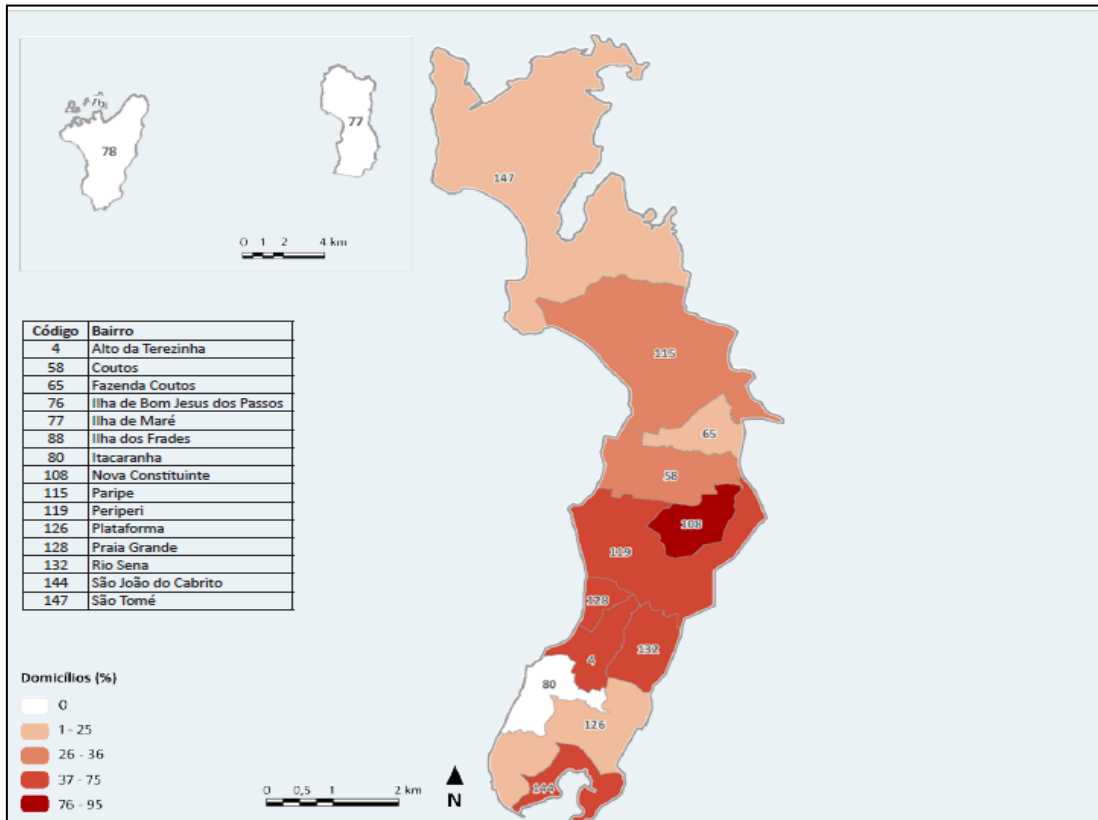 76
78
77
0 1 2 4 km
147
115
65
58
108
119
128
132
4
80
126
144
Código Bairro
4 Alto da Terezinha
58 Coutos
65 Fazenda Coutos
76 Ilha de Bom Jesus dos Passos
77 Ilha de Maré
88 Ilha dos Frades
80 Itacaranha
108 Nova Constituinte
115 Paripe
119 Periperi
126 Plataforma
128 Praia Grande
132 Rio Sena
144 São João do Cabrito
147 São Tomé
Domicílios (%)
0
1 - 25
26 - 36
37 - 75
76 - 95
0 0,5 1 2 km
N